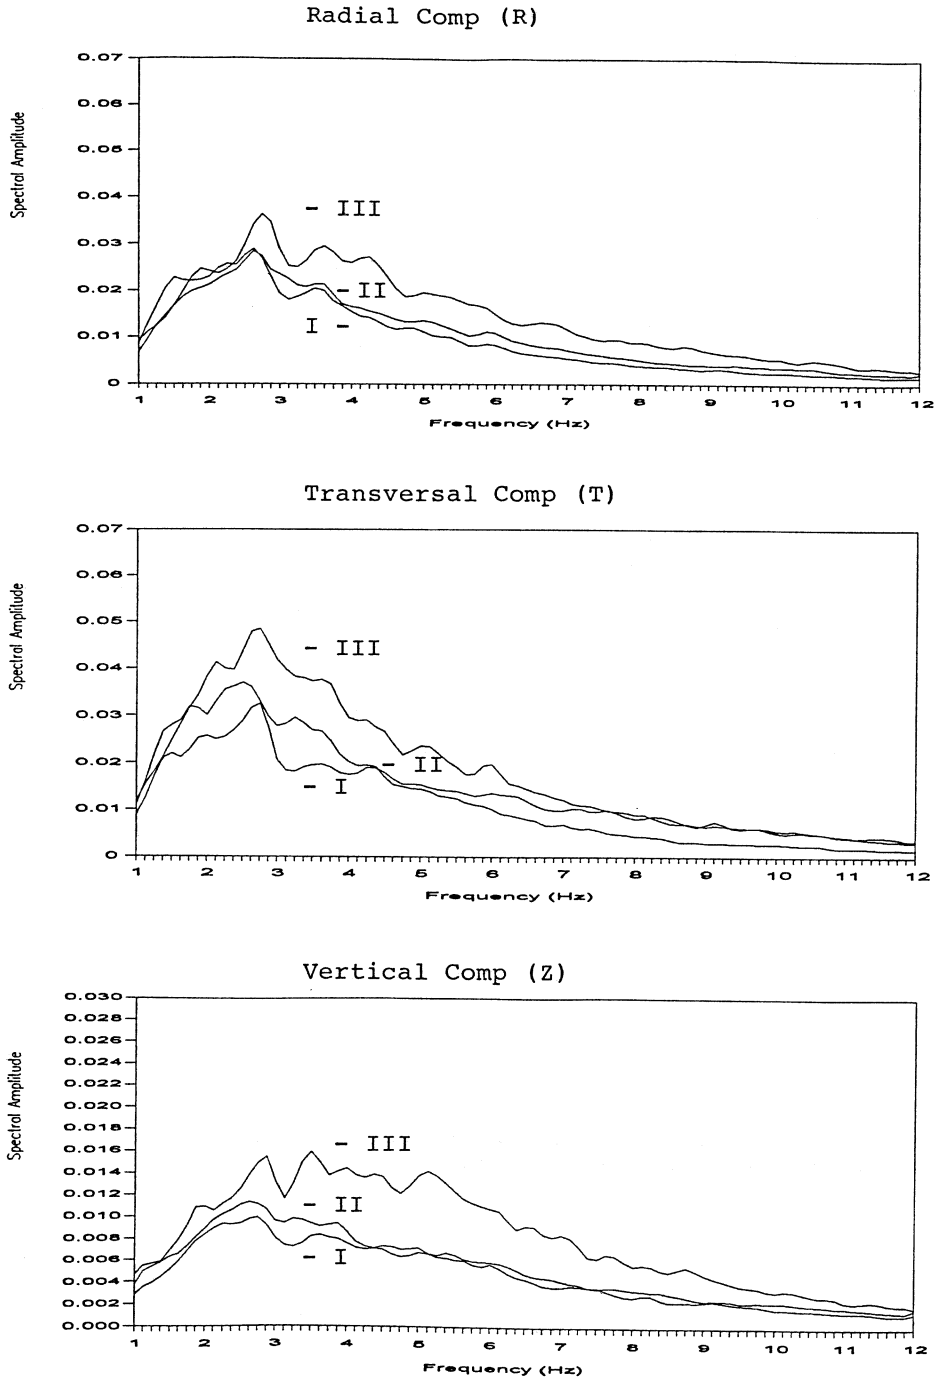 Radial Comp (R)
Spectral Amplitude
0.07
0.06
0.05
0.04
0.03
0.02
0.01
0
- III
- II
I -
1 2 3 4 5 6 7 8 9 10 11 12
Frequency (Hz)
Transversal Comp (T)
Spectral Amplitude
0.07
0.06
0.05
0.04
0.03
0.02
0.01
0
- III
- II
- I
1 2 3 4 5 6 7 8 9 10 11 12
Frequency (Hz)
Vertical Comp (Z)
Spectral Amplitude
0.030
0.028
0.026
0.024
0.022
0.020
0.018
0.016
0.014
0.012
0.010
0.008
0.006
0.004
0.002
0.000
- III
- II
- I
1 2 3 4 5 6 7 8 9 10 11 12
Frequency (Hz)